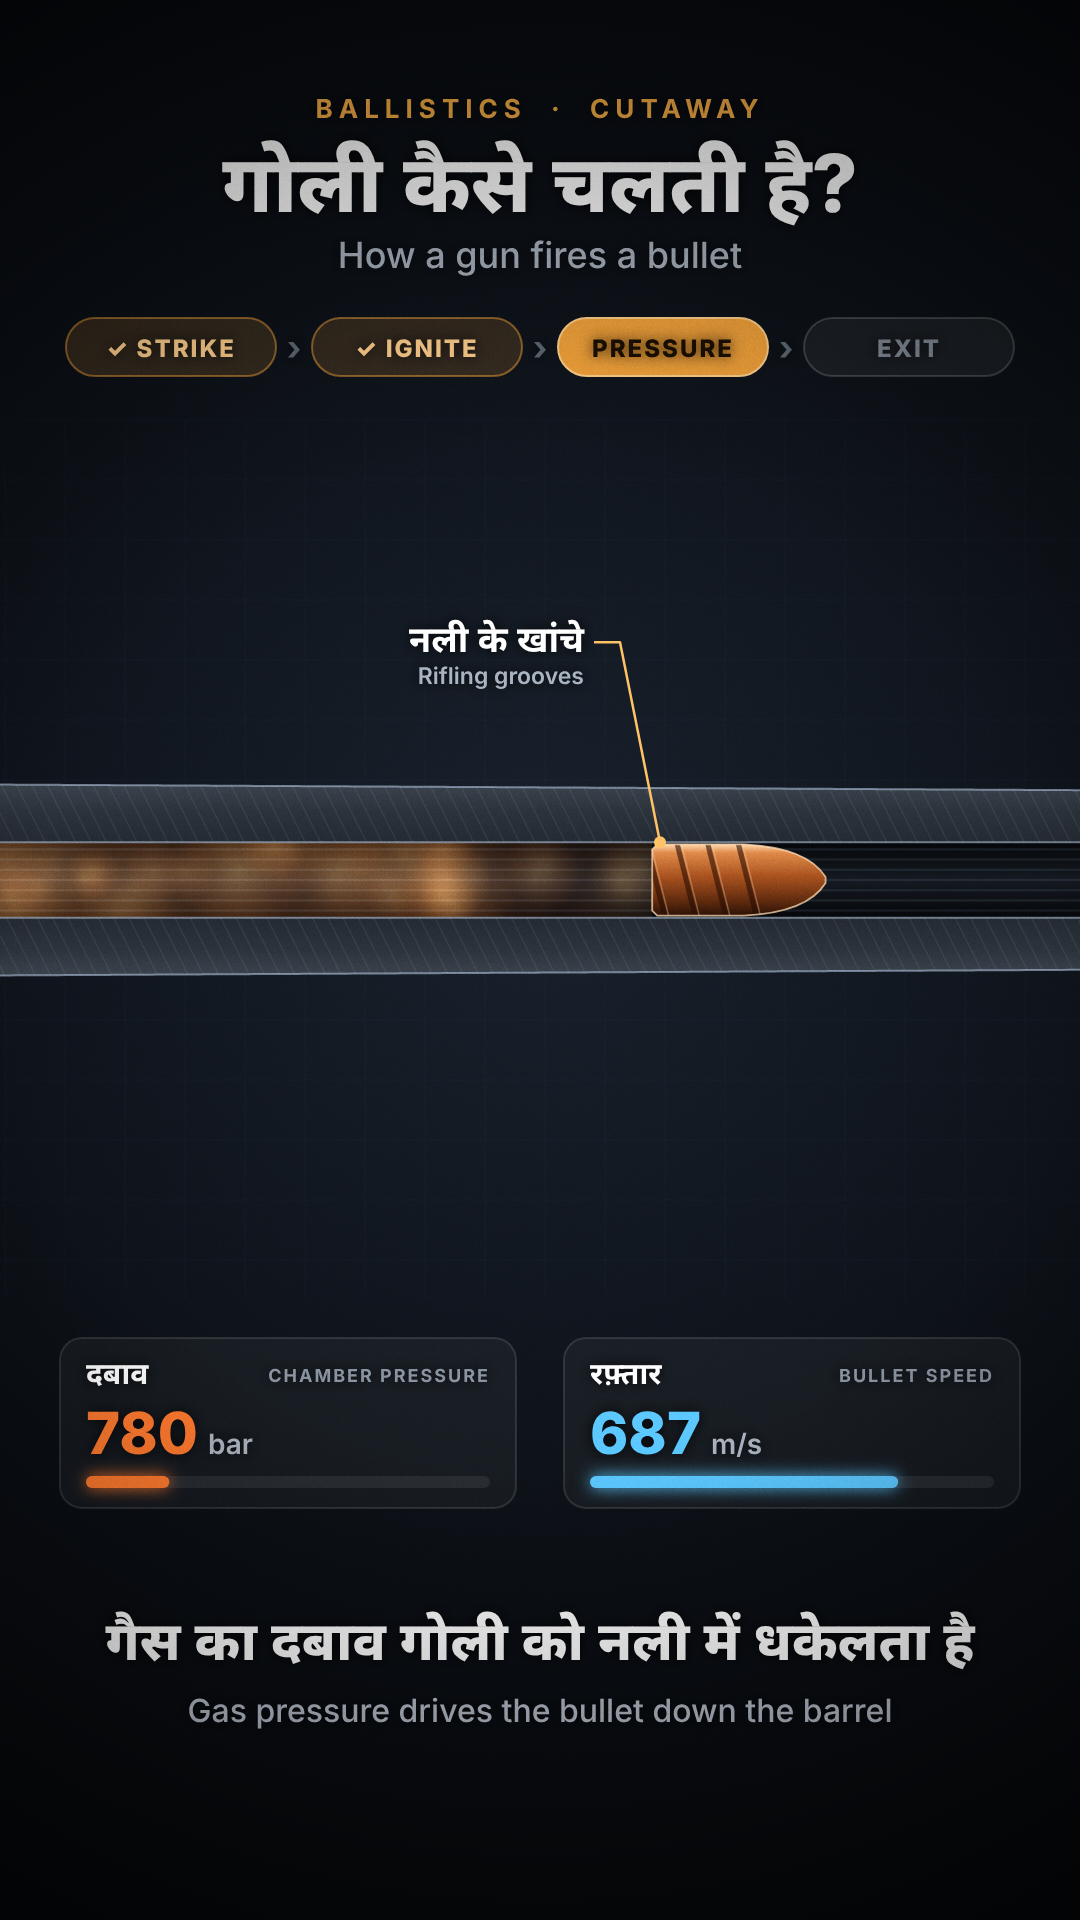 BALLISTICS · CUTAWAY
गोली कैसे चलती है?
How a gun fires a bullet
✓ STRIKE › ✓ IGNITE › PRESSURE › EXIT
नली के खांचे
Rifling grooves
दबाव CHAMBER PRESSURE
780 bar
रफ़्तार BULLET SPEED
687 m/s
गैस का दबाव गोली को नली में धकेलता है
Gas pressure drives the bullet down the barrel